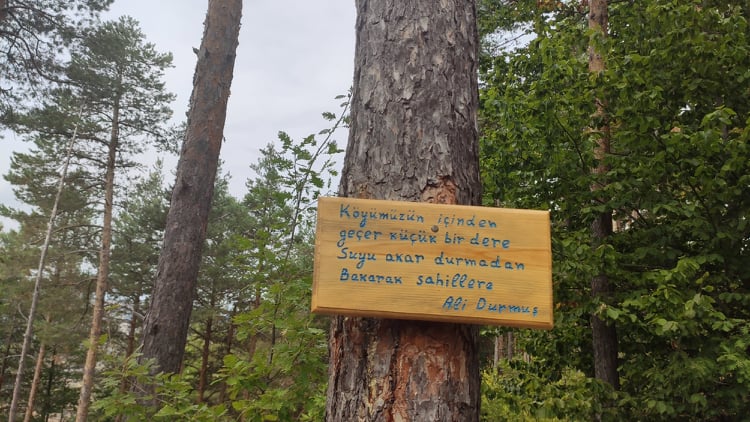 Köyümüzün içinden
geçer küçük bir dere
Suyu akar durmadan
Bakarak sahillere
Ali Durmuş